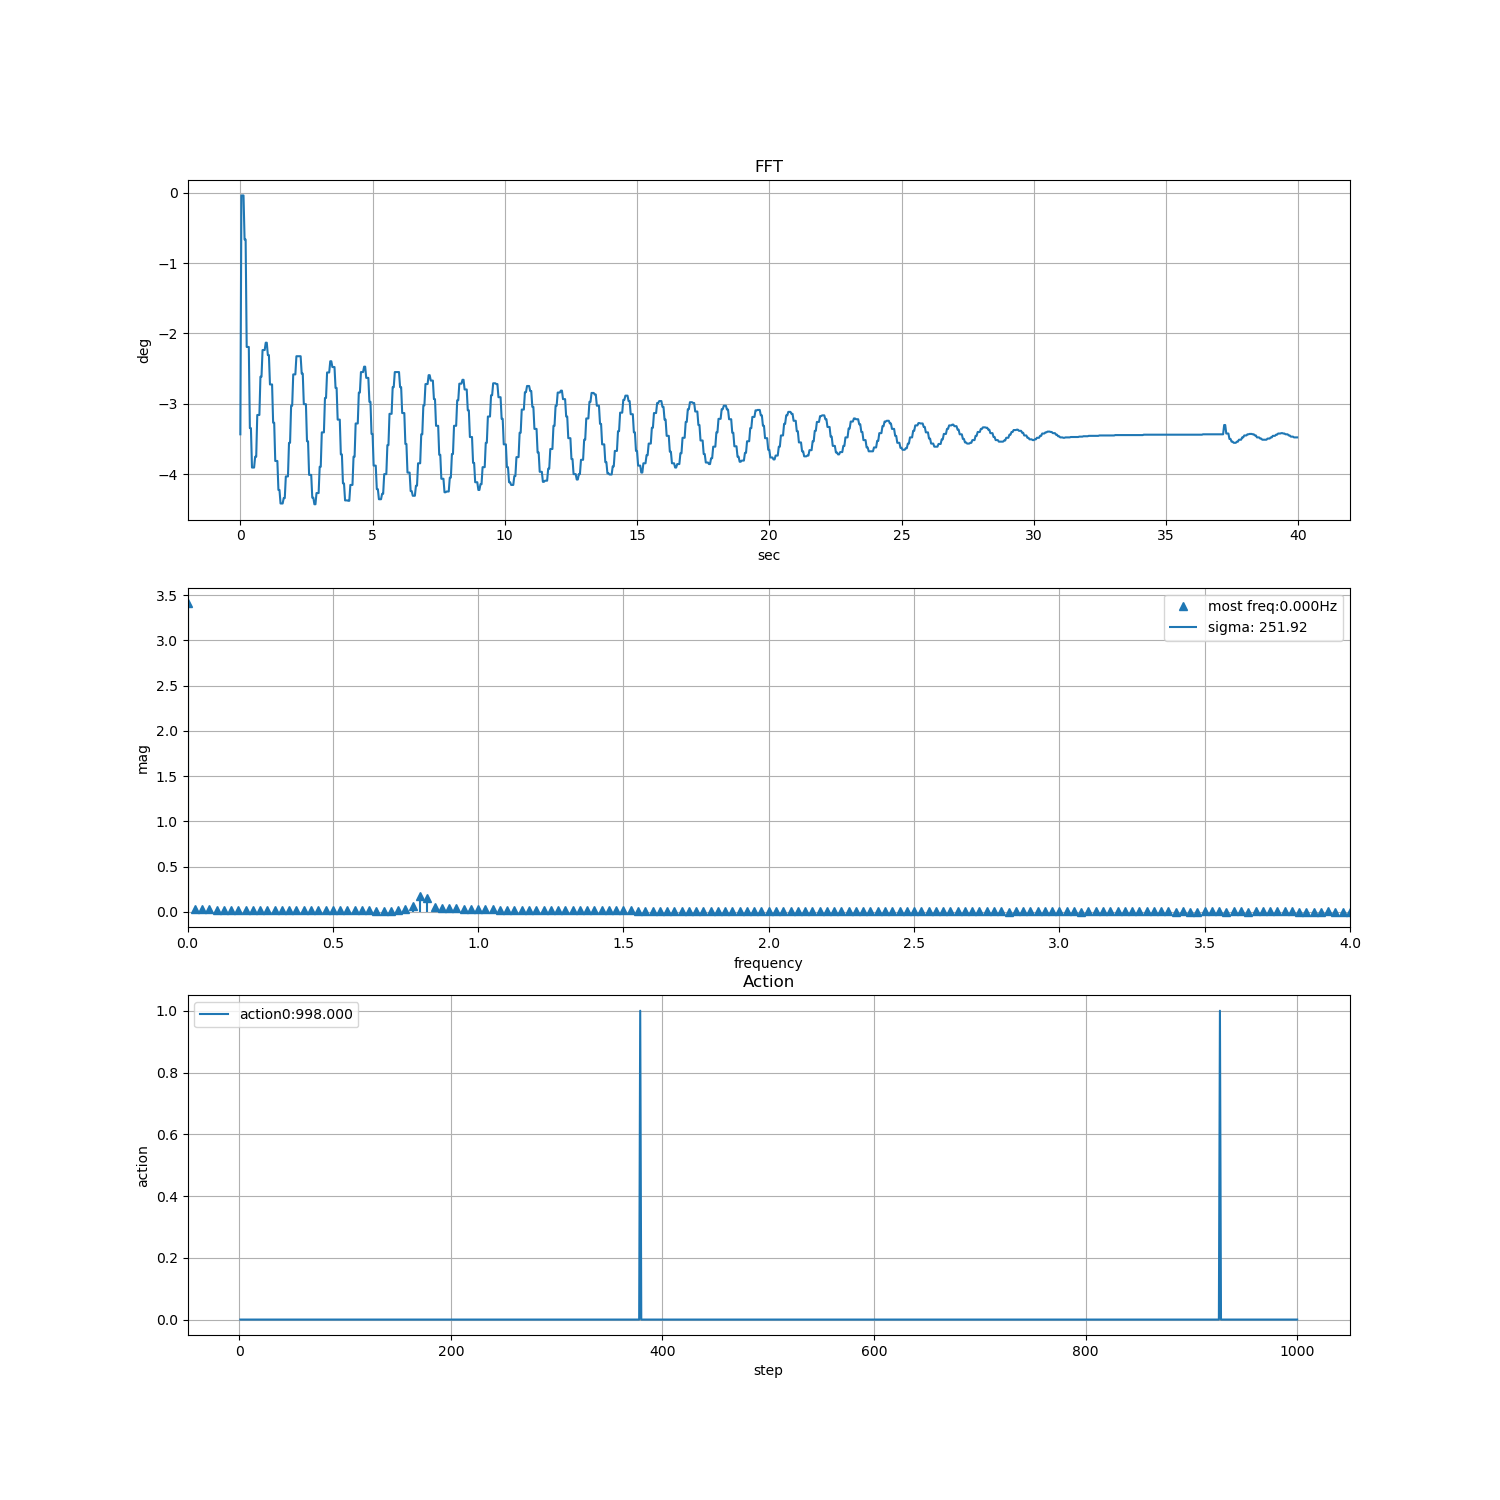 FFT
0
−1
−2
−3
−4
deg
0 5 10 15 20 25 30 35 40
sec
3.5
3.0
2.5
2.0
1.5
1.0
0.5
0.0
mag
most freq:0.000Hz
sigma: 251.92
0.0 0.5 1.0 1.5 2.0 2.5 3.0 3.5 4.0
frequency
Action
1.0
0.8
0.6
0.4
0.2
0.0
action
action0:998.000
0 200 400 600 800 1000
step